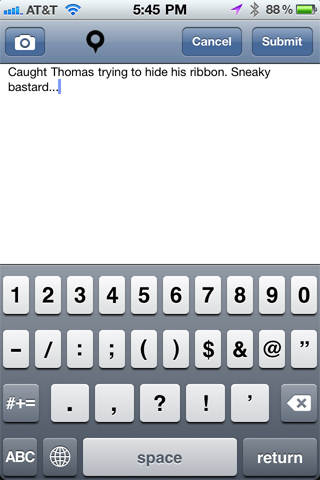 AT&T 5:45 PM 88%
Cancel Submit
Caught Thomas trying to hide his ribbon. Sneaky
bastard...
1 2 3 4 5 6 7 8 9 0
- / : ; ( ) $ & @ ”
#+= . , ? ! ’
ABC space return